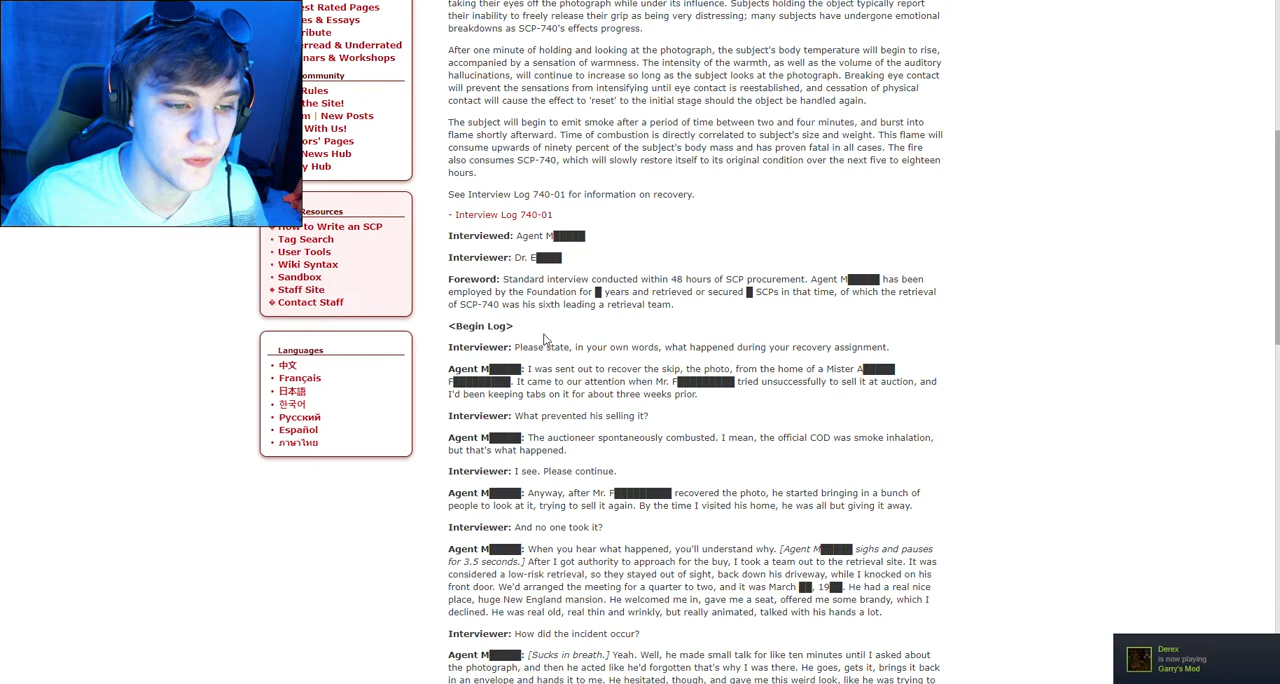 est Rated Pages
es & Essays
ribute
erread & Underrated
nars & Workshops
ommunity
Rules
the Site!
m | New Posts
With Us!
ors' Pages
News Hub
y Hub
Resources
How to Write an SCP
Tag Search
User Tools
Wiki Syntax
Sandbox
Staff Site
Contact Staff
Languages
中文
Français
日本語
한국어
Русский
Español
ภาษาไทย
taking their eyes off the photograph while under its influence. Subjects holding the object typically report
their inability to freely release their grip as being very distressing; many subjects have undergone emotional
breakdowns as SCP-740's effects progress.
After one minute of holding and looking at the photograph, the subject's body temperature will begin to rise,
accompanied by a sensation of warmness. The intensity of the warmth, as well as the volume of the auditory
hallucinations, will continue to increase so long as the subject looks at the photograph. Breaking eye contact
will prevent the sensations from intensifying until eye contact is reestablished, and cessation of physical
contact will cause the effect to 'reset' to the initial stage should the object be handled again.
The subject will begin to emit smoke after a period of time between two and four minutes, and burst into
flame shortly afterward. Time of combustion is directly correlated to subject's size and weight. This flame will
consume upwards of ninety percent of the subject's body mass and has proven fatal in all cases. The fire
also consumes SCP-740, which will slowly restore itself to its original condition over the next five to eighteen
hours.
See Interview Log 740-01 for information on recovery.
- Interview Log 740-01
Interviewed: Agent M█████
Interviewer: Dr. E████
Foreword: Standard interview conducted within 48 hours of SCP procurement. Agent M█████ has been
employed by the Foundation for █ years and retrieved or secured █ SCPs in that time, of which the retrieval
of SCP-740 was his sixth leading a retrieval team.
<Begin Log>
Interviewer: Please state, in your own words, what happened during your recovery assignment.
Agent M█████: I was sent out to recover the skip, the photo, from the home of a Mister A█████
F█████████. It came to our attention when Mr. F█████████ tried unsuccessfully to sell it at auction, and
I'd been keeping tabs on it for about three weeks prior.
Interviewer: What prevented his selling it?
Agent M█████: The auctioneer spontaneously combusted. I mean, the official COD was smoke inhalation,
but that's what happened.
Interviewer: I see. Please continue.
Agent M█████: Anyway, after Mr. F█████████ recovered the photo, he started bringing in a bunch of
people to look at it, trying to sell it again. By the time I visited his home, he was all but giving it away.
Interviewer: And no one took it?
Agent M█████: When you hear what happened, you'll understand why. [Agent M█████ sighs and pauses
for 3.5 seconds.] After I got authority to approach for the buy, I took a team out to the retrieval site. It was
considered a low-risk retrieval, so they stayed out of sight, back down his driveway, while I knocked on his
front door. We'd arranged the meeting for a quarter to two, and it was March ██, 19██. He had a real nice
place, huge New England mansion. He welcomed me in, gave me a seat, offered me some brandy, which I
declined. He was real old, real thin and wrinkly, but really animated, talked with his hands a lot.
Interviewer: How did the incident occur?
Agent M█████: [Sucks in breath.] Yeah. Well, he made small talk for like ten minutes until I asked about
the photograph, and then he acted like he'd forgotten that's why I was there. He goes, gets it, brings it back
in an envelope and hands it to me. He hesitated, though, and gave me this weird look, like he was trying to
Derex
is now playing
Garry's Mod